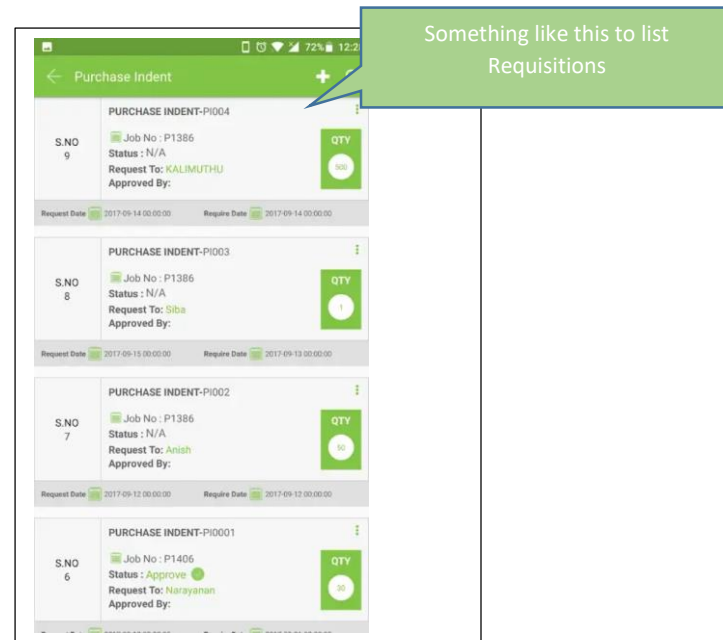 Something like this to list
Requisitions
72% 12:2
Purchase Indent
PURCHASE INDENT-PI004
S.NO
9
Job No : P1386
Status : N/A
Request To: KALIMUTHU
Approved By:
QTY
500
Request Date 2017-09-14 00:00:00 Require Date 2017-09-14 00:00:00
PURCHASE INDENT-PI003
S.NO
8
Job No : P1386
Status : N/A
Request To: Siba
Approved By:
QTY
1
Request Date 2017-09-15 00:00:00 Require Date 2017-09-13 00:00:00
PURCHASE INDENT-PI002
S.NO
7
Job No : P1386
Status : N/A
Request To: Anish
Approved By:
QTY
50
Request Date 2017-09-12 00:00:00 Require Date 2017-09-12 00:00:00
PURCHASE INDENT-PI0001
S.NO
6
Job No : P1406
Status : Approve
Request To: Narayanan
Approved By:
QTY
30